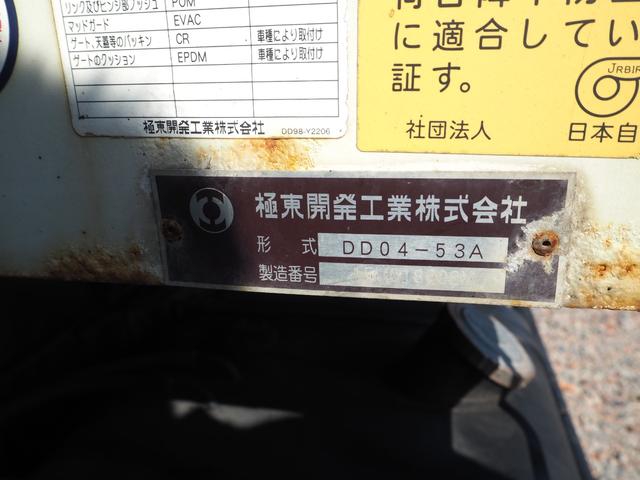 リンク及びヒンジ部ブッシュ POM
マッドガード EVAC
ゲート、天蓋等のパッキン CR 車種により取付け
ゲートのクッション EPDM 車種により取付け
極東開発工業株式会社 DD98-Y2206
に適合してい
証す。
JRBIR
社団法人 日本自
極東開発工業株式会社
形式 DD04-53A
製造番号